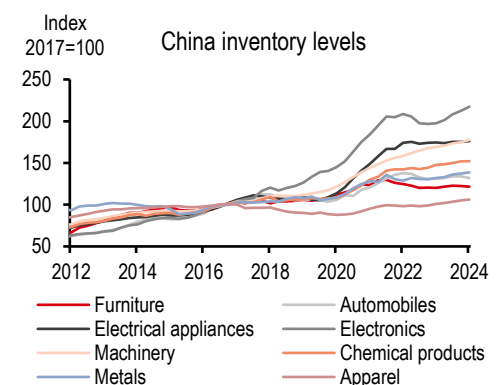 Index
2017=100
China inventory levels
250
200
150
100
50
2012 2014 2016 2018 2020 2022 2024
Furniture Automobiles
Electrical appliances Electronics
Machinery Chemical products
Metals Apparel